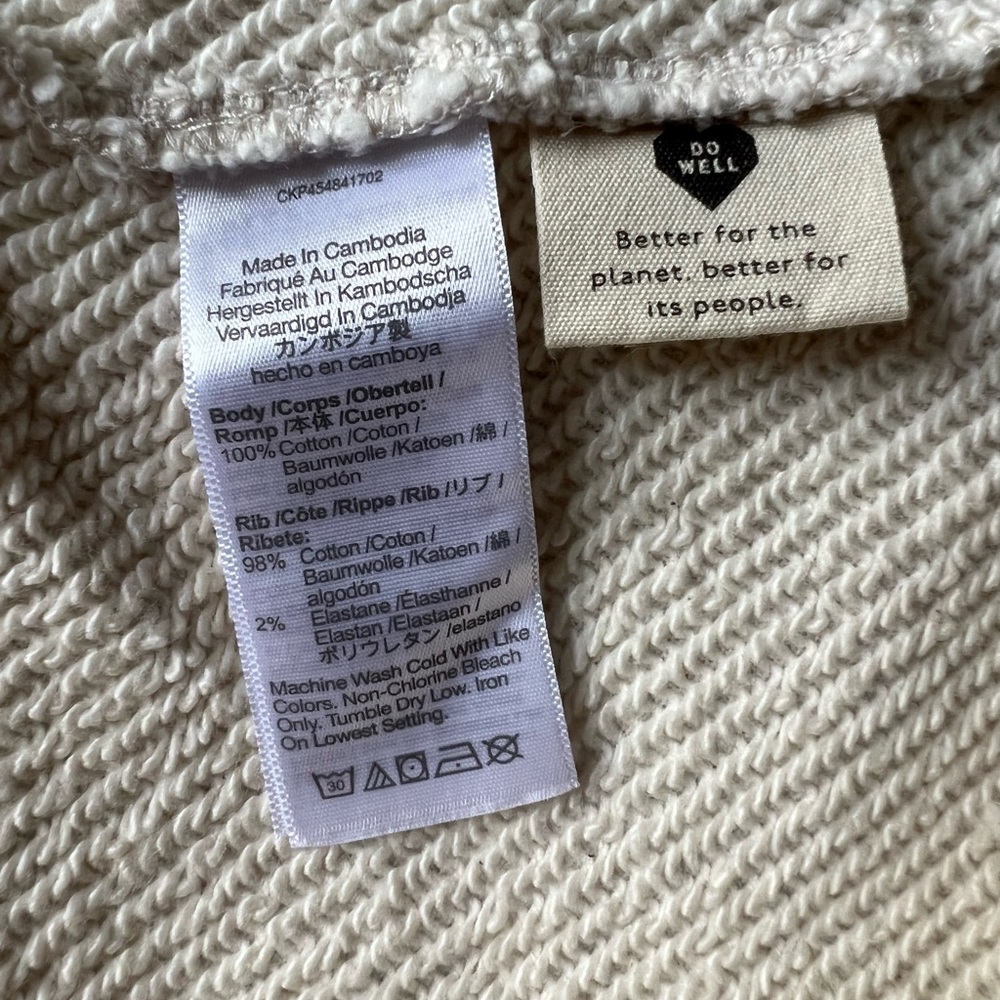 CKP454841702
Made In Cambodia
Fabriqué Au Cambodge
Hergestellt In Kambodscha
Vervaardigd In Cambodja
カンボジア製
hecho en camboya
Body /Corps /Oberteil /
Romp /本体 /Cuerpo:
100% Cotton /Coton /
Baumwolle /Katoen /綿 /
algodón
Rib /Côte /Rippe /Rib /リブ /
Ribete:
98% Cotton /Coton /
Baumwolle /Katoen /綿 /
algodón
2% Elastane /Élasthanne /
Elastan /Elastaan /
ポリウレタン /elastano
Machine Wash Cold With Like
Colors. Non-Chlorine Bleach
Only. Tumble Dry Low. Iron
On Lowest Setting.
30
DO
WELL
Better for the
planet. better for
its people.